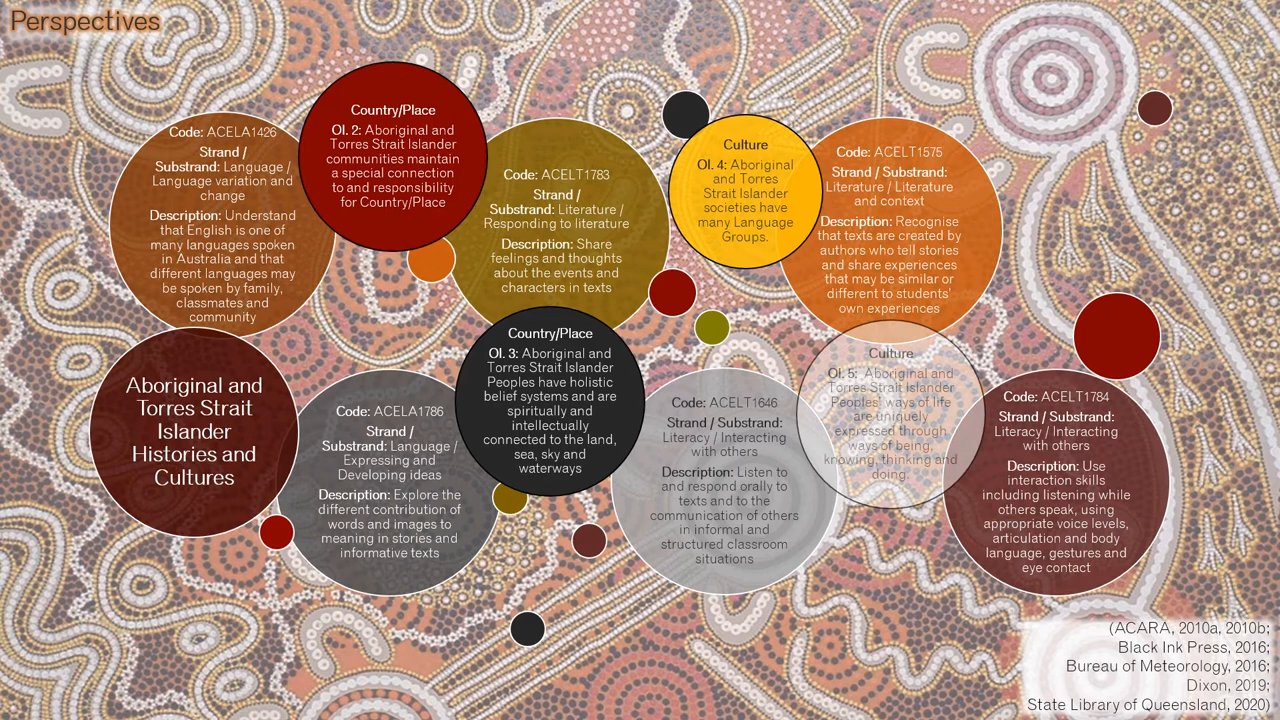 Perspectives
Code: ACELA1426
Strand /
Substrand: Language /
Language variation and
change
Description: Understand
that English is one of
many languages spoken
in Australia and that
different languages may
be spoken by family,
classmates and
community
Country/Place
OI. 2: Aboriginal and
Torres Strait Islander
communities maintain
a special connection
to and responsibility
for Country/Place
Code: ACELT1783
Strand /
Substrand: Literature /
Responding to literature
Description: Share
feelings and thoughts
about the events and
characters in texts
Culture
OI. 4: Aboriginal
and Torres
Strait Islander
societies have
many Language
Groups.
Code: ACELT1575
Strand / Substrand:
Literature / Literature
and context
Description: Recognise
that texts are created by
authors who tell stories
and share experiences
that may be similar or
different to students'
own experiences
Aboriginal and
Torres Strait
Islander
Histories and
Cultures
Code: ACELA1786
Strand /
Substrand: Language /
Expressing and
Developing ideas
Description: Explore the
different contribution of
words and images to
meaning in stories and
informative texts
Country/Place
OI. 3: Aboriginal and
Torres Strait Islander
Peoples have holistic
belief systems and are
spiritually and
intellectually
connected to the land,
sea, sky and
waterways
Code: ACELT1646
Strand / Substrand:
Literacy / Interacting
with others
Description: Listen to
and respond orally to
texts and to the
communication of others
in informal and
structured classroom
situations
Culture
OI. 5: Aboriginal and
Torres Strait Islander
Peoples' ways of life
are uniquely
expressed through
ways of being,
knowing, thinking and
doing.
Code: ACELT1784
Strand / Substrand:
Literacy / Interacting
with others
Description: Use
interaction skills
including listening while
others speak, using
appropriate voice levels,
articulation and body
language, gestures and
eye contact
(ACARA, 2010a, 2010b;
Black Ink Press, 2016;
Bureau of Meteorology, 2016;
Dixon, 2019;
State Library of Queensland, 2020)